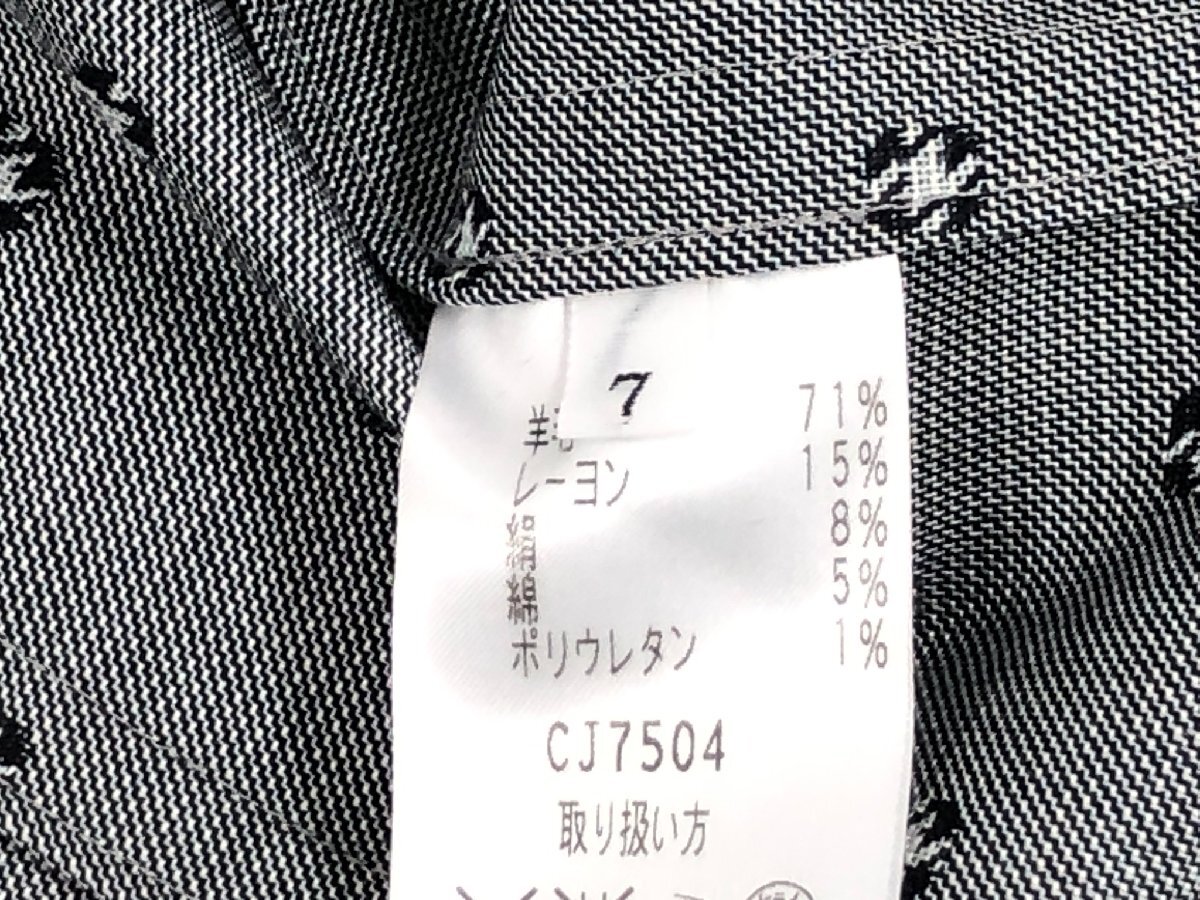 7
羊毛 71%
レーヨン 15%
綿 8%
絹 5%
ポリウレタン 1%
CJ7504
取り扱い方